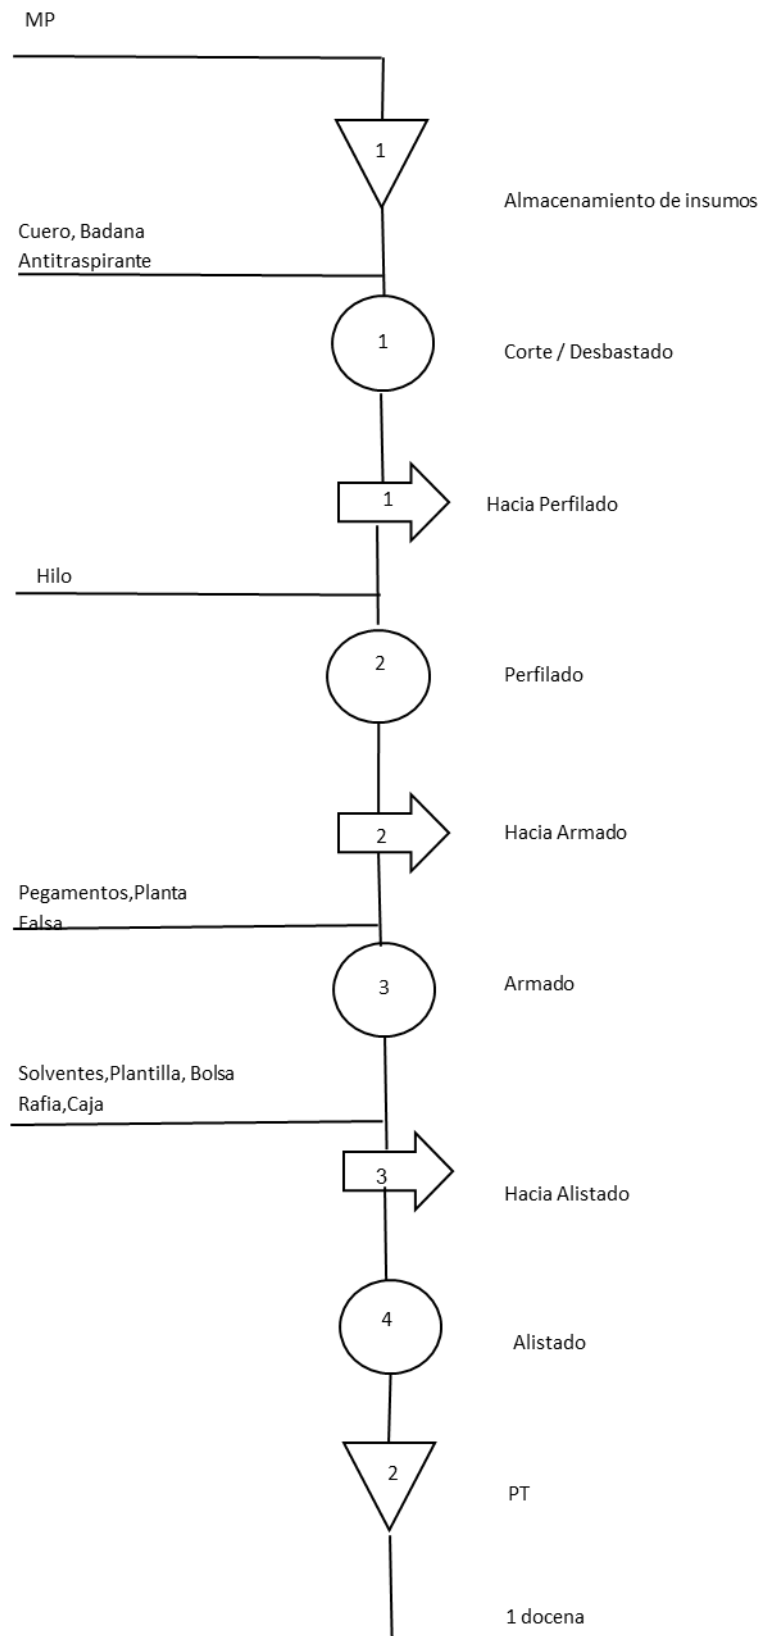 MP
1
Almacenamiento de insumos
Cuero, Badana
Antitraspirante
1
Corte / Desbastado
1
Hacia Perfilado
Hilo
2
Perfilado
2
Hacia Armado
Pegamentos,Planta
Falsa
3
Armado
Solventes,Plantilla, Bolsa
Rafia,Caja
3
Hacia Alistado
4
Alistado
2
PT
1 docena